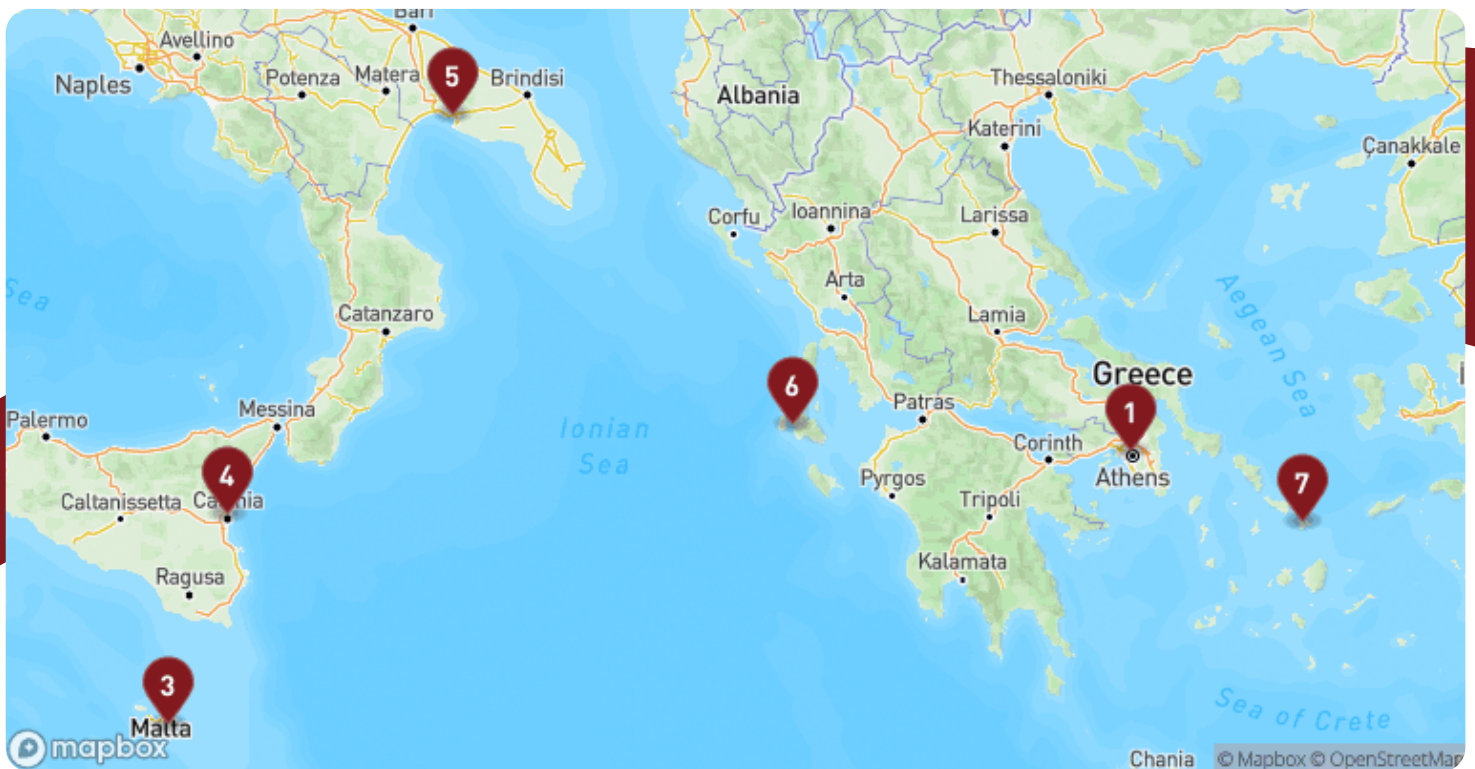 Bari
Avellino
Naples
Potenza
Matera
5
Brindisi
Albania
Thessaloniki
Katerini
Çanakkale
Corfu
Ioannina
Larissa
Sea
Arta
Aegean Sea
Catanzaro
Lamia
Greece
6
1
Messina
Patras
Palermo
Ionian
Sea
Corinth
4
Pyrgos
Athens
7
Caltanissetta
Catania
Tripoli
Kalamata
Ragusa
3
Malta
Sea of Crete
mapbox
Chania
© Mapbox © OpenStreetMap